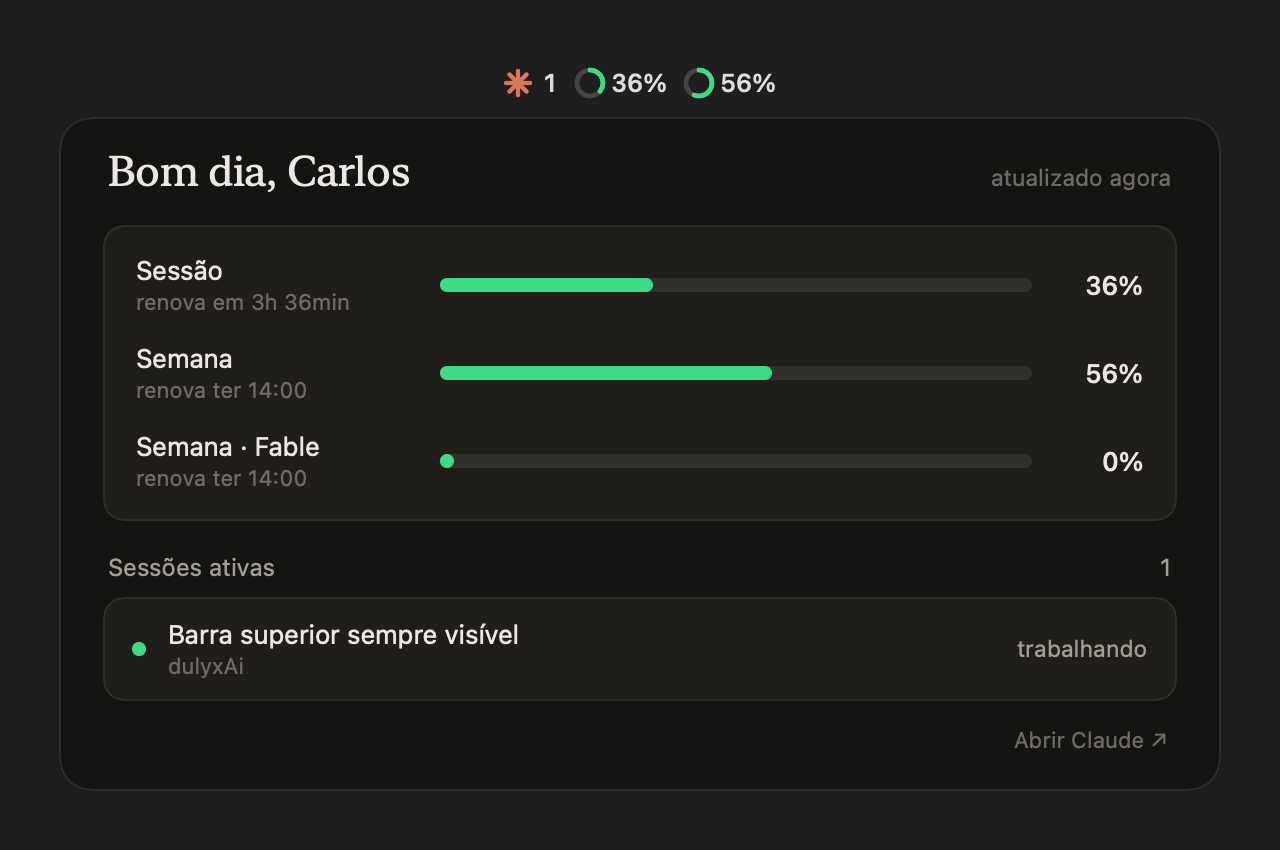 1 36% 56%
Bom dia, Carlos
atualizado agora
Sessão
renova em 3h 36min
36%
Semana
renova ter 14:00
56%
Semana · Fable
renova ter 14:00
0%
Sessões ativas
1
Barra superior sempre visível
dulyxAi
trabalhando
Abrir Claude ↗